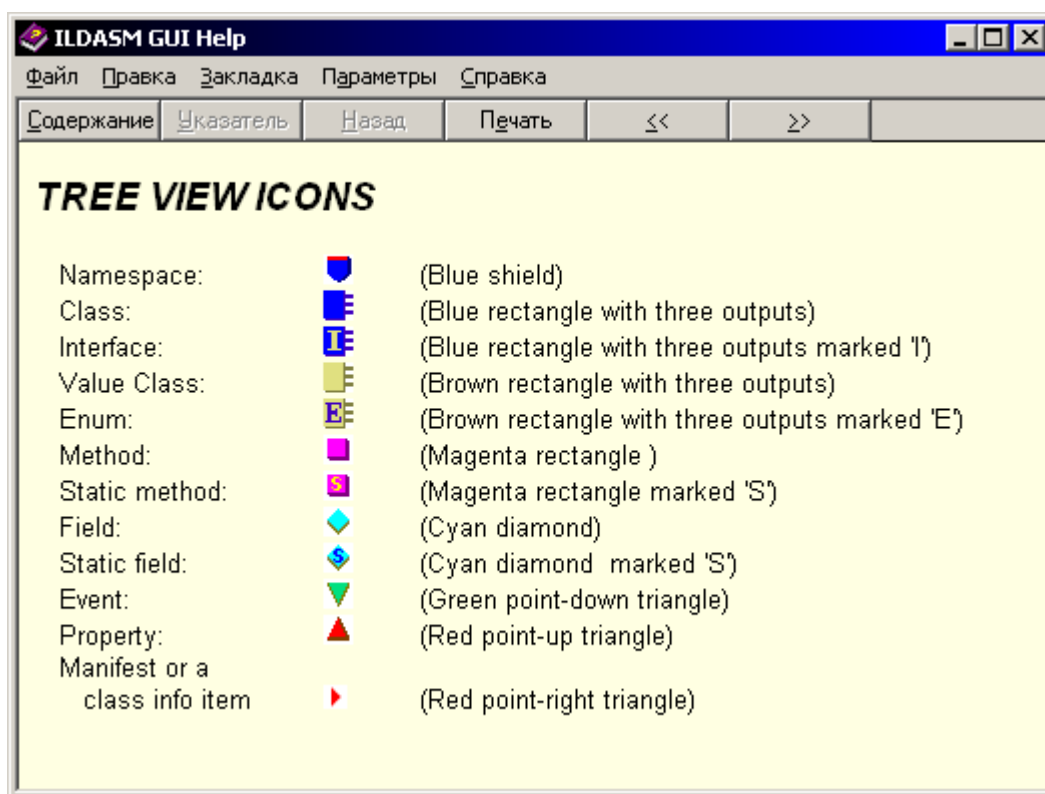 ILDASM GUI Help
Файл Правка Закладка Параметры Справка
Содержание Указатель Назад Печать << >>
TREE VIEW ICONS
Namespace: (Blue shield)
Class: (Blue rectangle with three outputs)
Interface: I (Blue rectangle with three outputs marked 'I')
Value Class: (Brown rectangle with three outputs)
Enum: E (Brown rectangle with three outputs marked 'E')
Method: (Magenta rectangle )
Static method: S (Magenta rectangle marked 'S')
Field: (Cyan diamond)
Static field: S (Cyan diamond  marked 'S')
Event: (Green point-down triangle)
Property: (Red point-up triangle)
Manifest or a
class info item (Red point-right triangle)